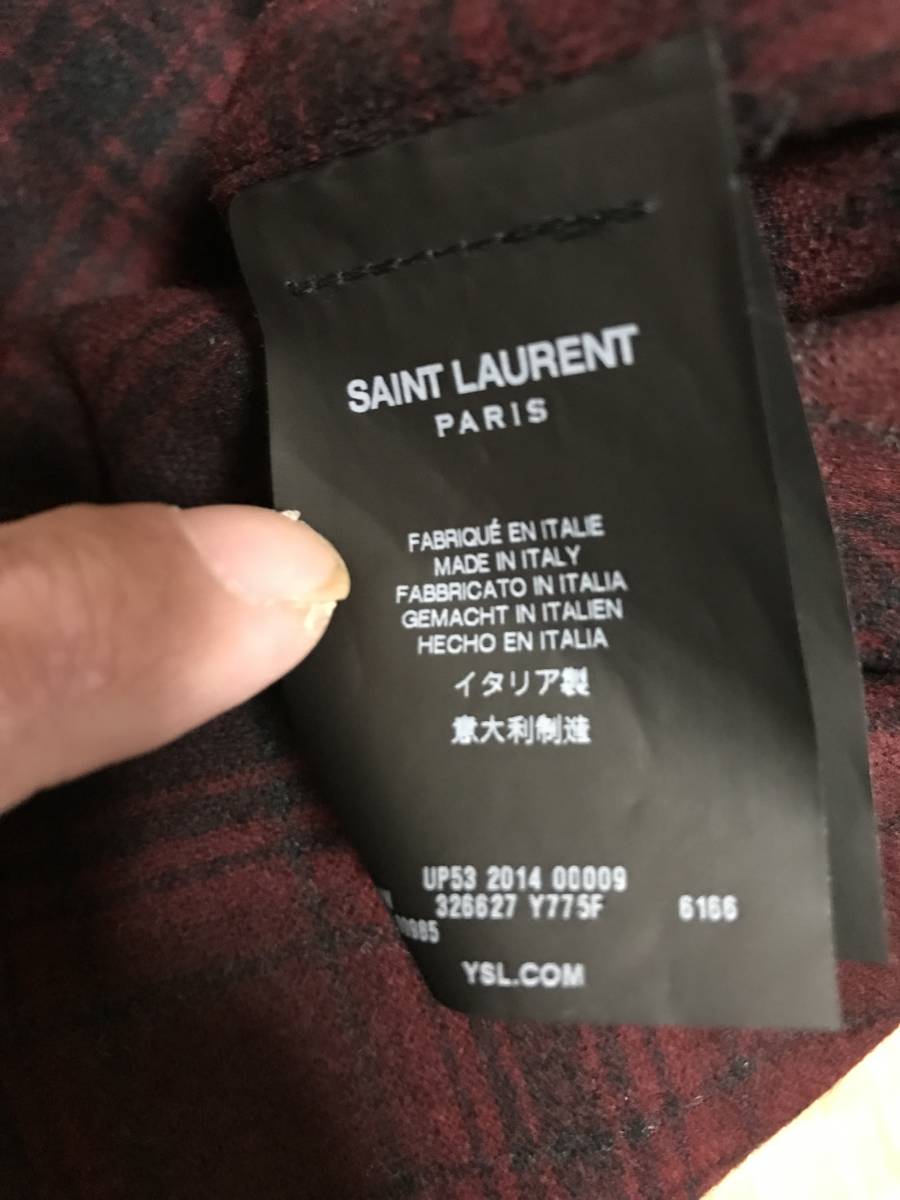 SAINT LAURENT
PARIS
FABRIQUÉ EN ITALIE
MADE IN ITALY
FABBRICATO IN ITALIA
GEMACHT IN ITALIEN
HECHO EN ITALIA
イタリア製
意大利制造
UP53 2014 00009
326627 Y775F 6166
YSL.COM